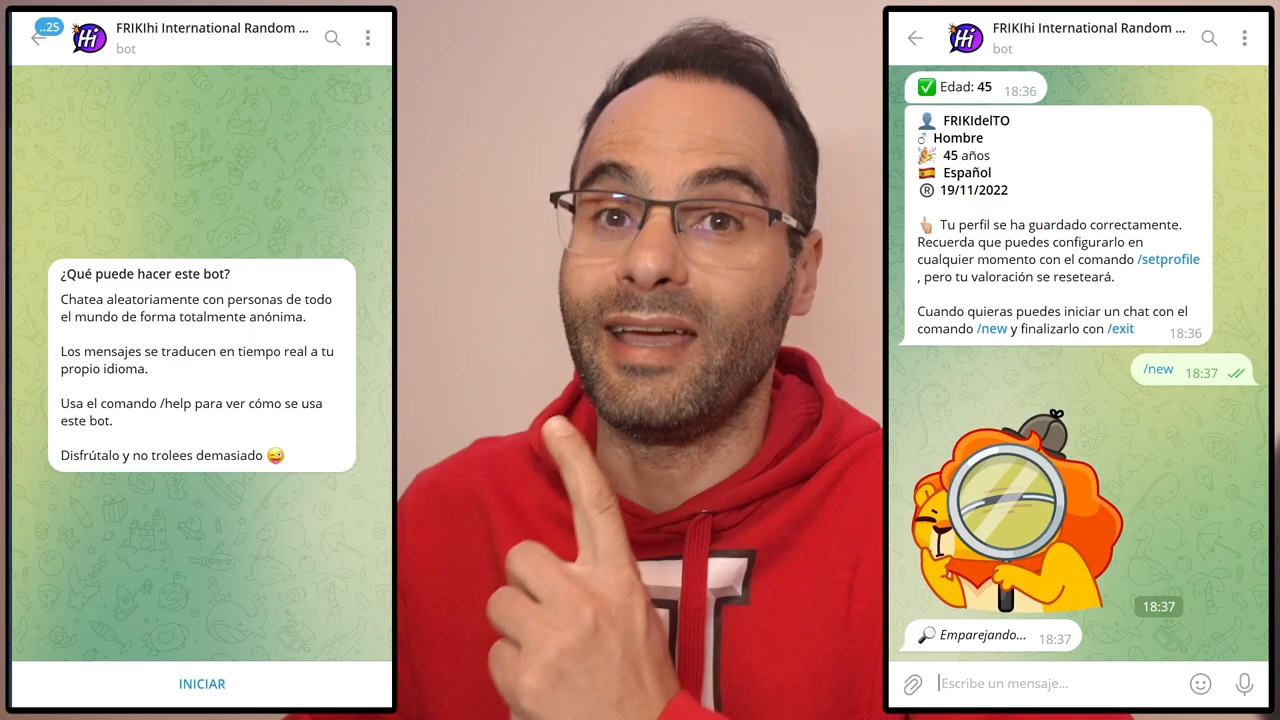 ..25
Hi
FRIKIhi International Random ...
bot
¿Qué puede hacer este bot?
Chatea aleatoriamente con personas de todo
el mundo de forma totalmente anónima.
Los mensajes se traducen en tiempo real a tu
propio idioma.
Usa el comando /help para ver cómo se usa
este bot.
Disfrútalo y no trolees demasiado 😜
INICIAR
Hi
FRIKIhi International Random ...
bot
✅ Edad: 45 18:36
👤 FRIKIdelTO
♂ Hombre
🎉 45 años
🇪🇸 Español
® 19/11/2022
👆🏼 Tu perfil se ha guardado correctamente.
Recuerda que puedes configurarlo en
cualquier momento con el comando /setprofile
, pero tu valoración se reseteará.
Cuando quieras puedes iniciar un chat con el
comando /new y finalizarlo con /exit 18:36
/new 18:37
18:37
🔎 Emparejando... 18:37
Escribe un mensaje...